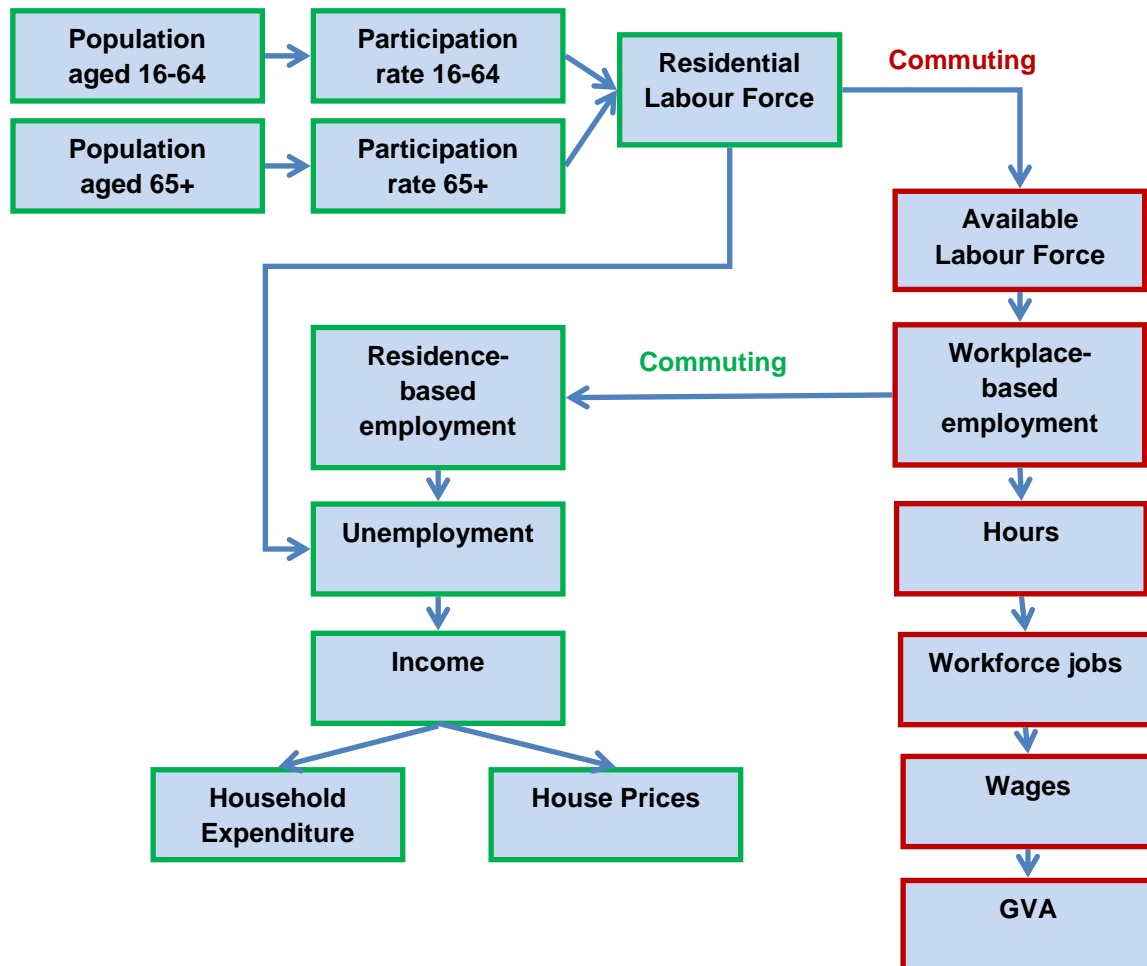 Population
aged 16-64
Participation
rate 16-64
Residential
Labour Force
Commuting
Population
aged 65+
Participation
rate 65+
Available
Labour Force
Residence-
based
employment
Commuting
Workplace-
based
employment
Unemployment
Hours
Income
Workforce jobs
Household
Expenditure
House Prices
Wages
GVA